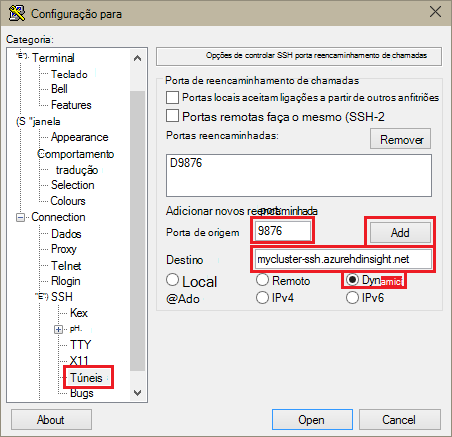 Configuração para
Categoria:
Terminal
Teclado
Bell
Features
(S "janela
Appearance
Comportamento
tradução
Selection
Colours
Connection
Dados
Proxy
Telnet
Rlogin
SSH
Kex
pH.
TTY
X11
Túneis
Bugs
Opções de controlar SSH porta reencaminhamento de chamadas
Porta de reencaminhamento de chamadas
Portas locais aceitam ligações a partir de outros anfitriões
Portas remotas faça o mesmo (SSH-2
Portas reencaminhadas:
Remover
D9876
Adicionar novos
Porta de origem
9876
Add
Destino
mycluster-ssh.azurehdinsight.net
Local
Remoto
Dynamic
@Ado
IPv4
IPv6
About
Open
Cancel